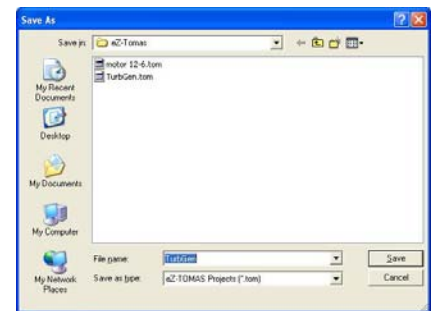 Save As
Save in: eZ-Tomas
motor 12-6.tom
TurbGen.tom
My Recent
Documents
Desktop
My Documents
My Computer
My Network
Places
File name: TurbGen
Save
Save as type: eZ-TOMAS Projects (*.tom)
Cancel